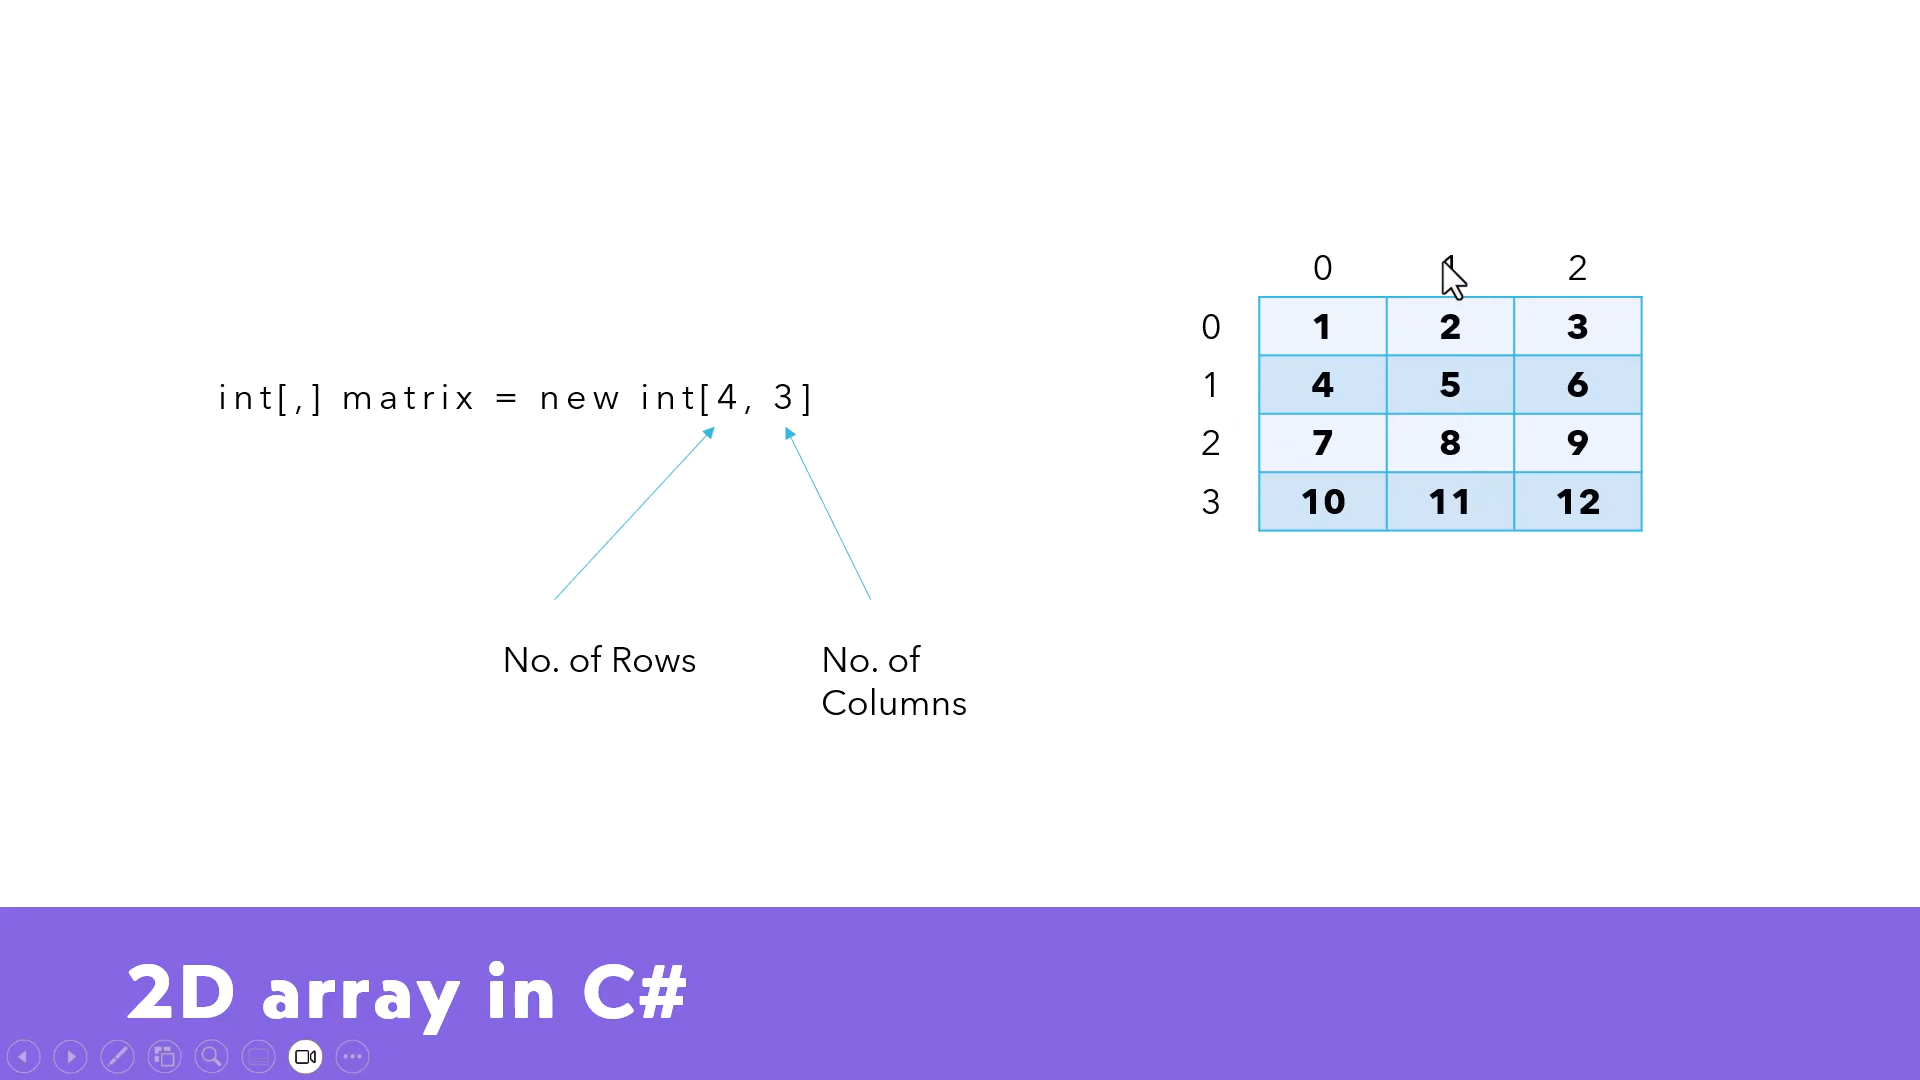 0 2
0 1 2 3
int[,] matrix = new int[4, 3]
1 4 5 6
2 7 8 9
3 10 11 12
No. of Rows
No. of
Columns
2D array in C#